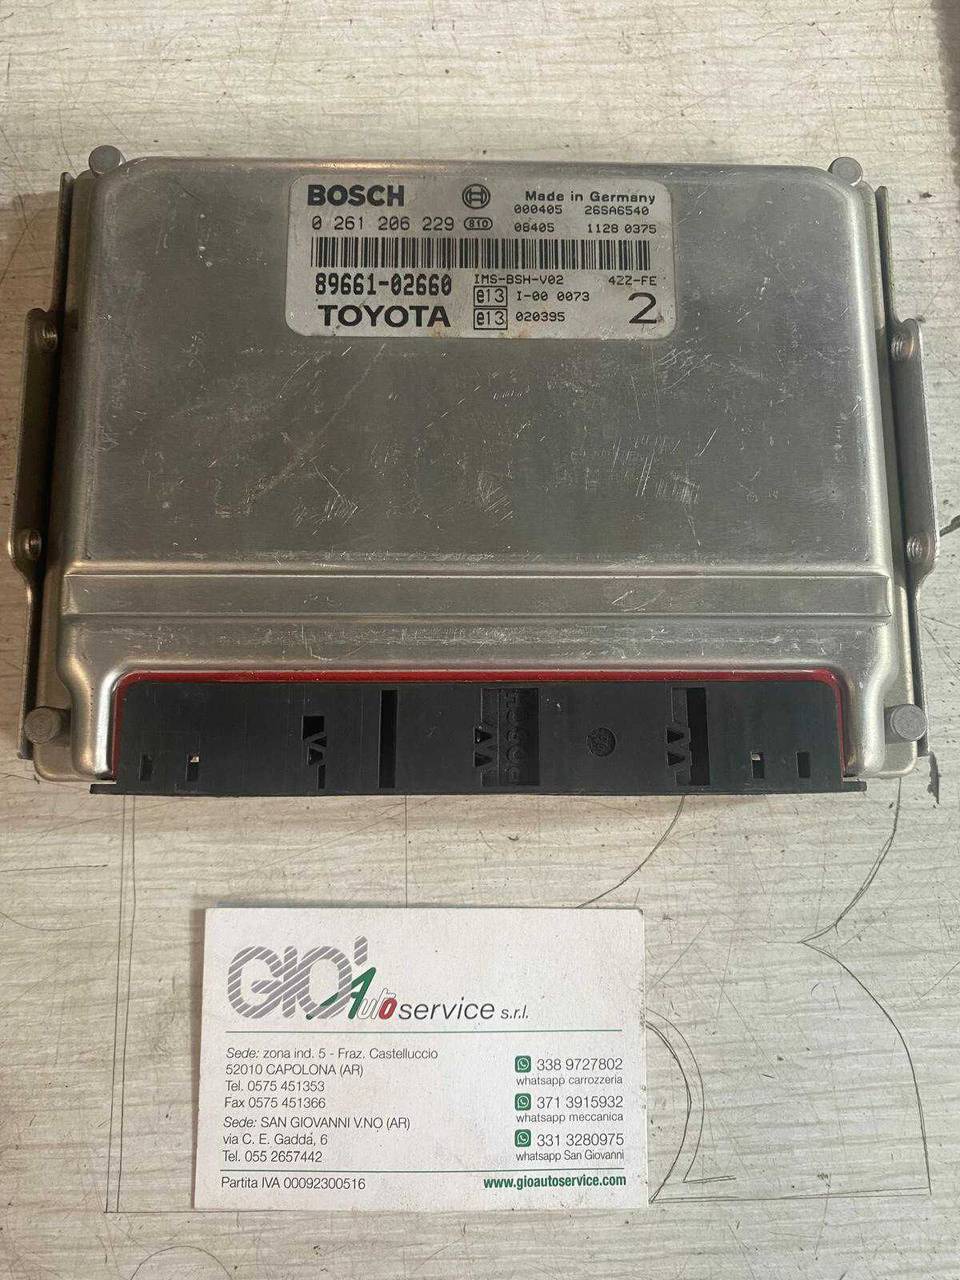 BOSCH Made in Germany
000405 26SA6540
0 261 206 229 810 08405 1128 0375
89661-02660 IMS-BSH-V02 4ZZ-FE
e13 I-00 0073
TOYOTA e13 020395 2
GIO' Auto service s.r.l.
Sede: zona ind. 5 - Fraz. Castelluccio
52010 CAPOLONA (AR)
Tel. 0575 451353
Fax 0575 451366
Sede: SAN GIOVANNI V.NO (AR)
via C. E. Gadda, 6
Tel. 055 2657442
338 9727802
whatsapp carrozzeria
371 3915932
whatsapp meccanica
331 3280975
whatsapp San Giovanni
Partita IVA 00092300516 www.gioautoservice.com